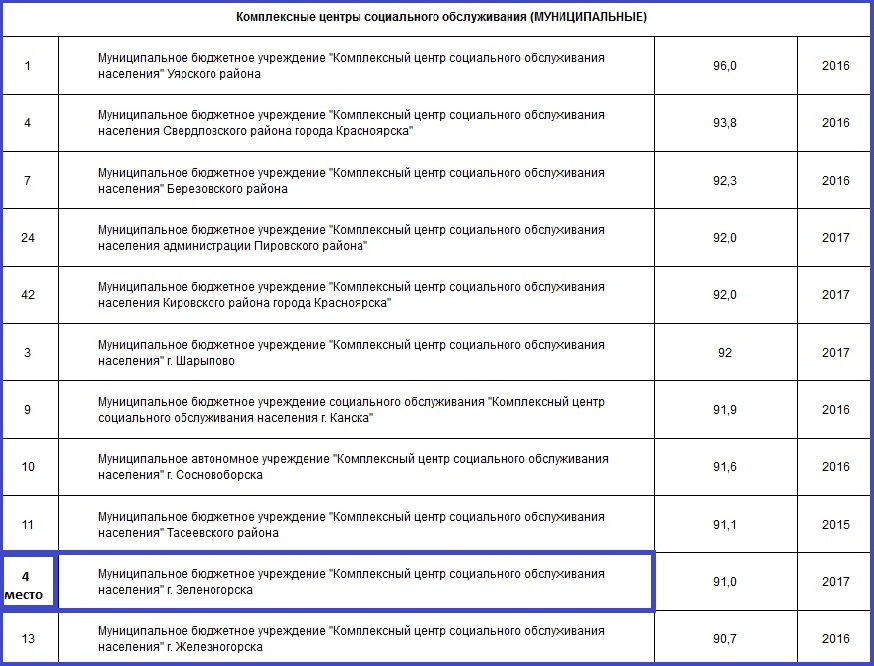 Комплексные центры социального обслуживания (МУНИЦИПАЛЬНЫЕ)
1 Муниципальное бюджетное учреждение "Комплексный центр социального обслуживания населения" Уярского района 96,0 2016
4 Муниципальное бюджетное учреждение "Комплексный центр социального обслуживания населения Свердловского района города Красноярска" 93,8 2016
7 Муниципальное бюджетное учреждение "Комплексный центр социального обслуживания населения" Березовского района 92,3 2016
24 Муниципальное бюджетное учреждение "Комплексный центр социального обслуживания населения администрации Пировского района" 92,0 2017
42 Муниципальное бюджетное учреждение "Комплексный центр социального обслуживания населения Кировского района города Красноярска" 92,0 2017
3 Муниципальное бюджетное учреждение "Комплексный центр социального обслуживания населения" г. Шарыпово 92 2017
9 Муниципальное бюджетное учреждение социального обслуживания "Комплексный центр социального обслуживания населения г. Канска" 91,9 2016
10 Муниципальное автономное учреждение "Комплексный центр социального обслуживания населения" г. Сосновоборска 91,6 2016
11 Муниципальное бюджетное учреждение "Комплексный центр социального обслуживания населения" Тасеевского района 91,1 2015
4 место Муниципальное бюджетное учреждение "Комплексный центр социального обслуживания населения" г. Зеленогорска 91,0 2017
13 Муниципальное бюджетное учреждение "Комплексный центр социального обслуживания населения" г. Железногорска 90,7 2016